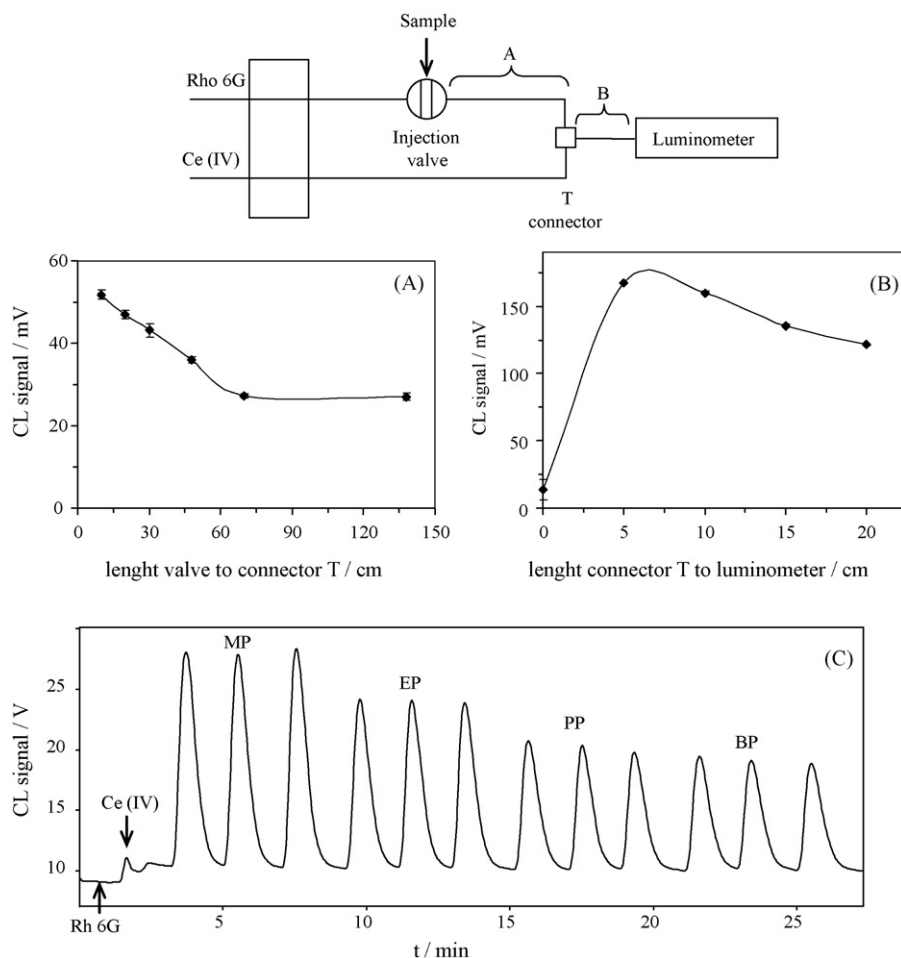 Sample
A
Rho 6G
B
Injection
valve
Luminometer
Ce (IV)
T
connector
60
40
20
0
CL signal / mV
(A)
0 30 60 90 120 150
lenght valve to connector T / cm
150
100
50
0
CL signal / mV
(B)
0 5 10 15 20
lenght connector T to luminometer / cm
25
20
15
10
CL signal / V
(C)
MP
EP
PP
BP
Ce (IV)
Rh 6G
5 10 15 20 25
t / min